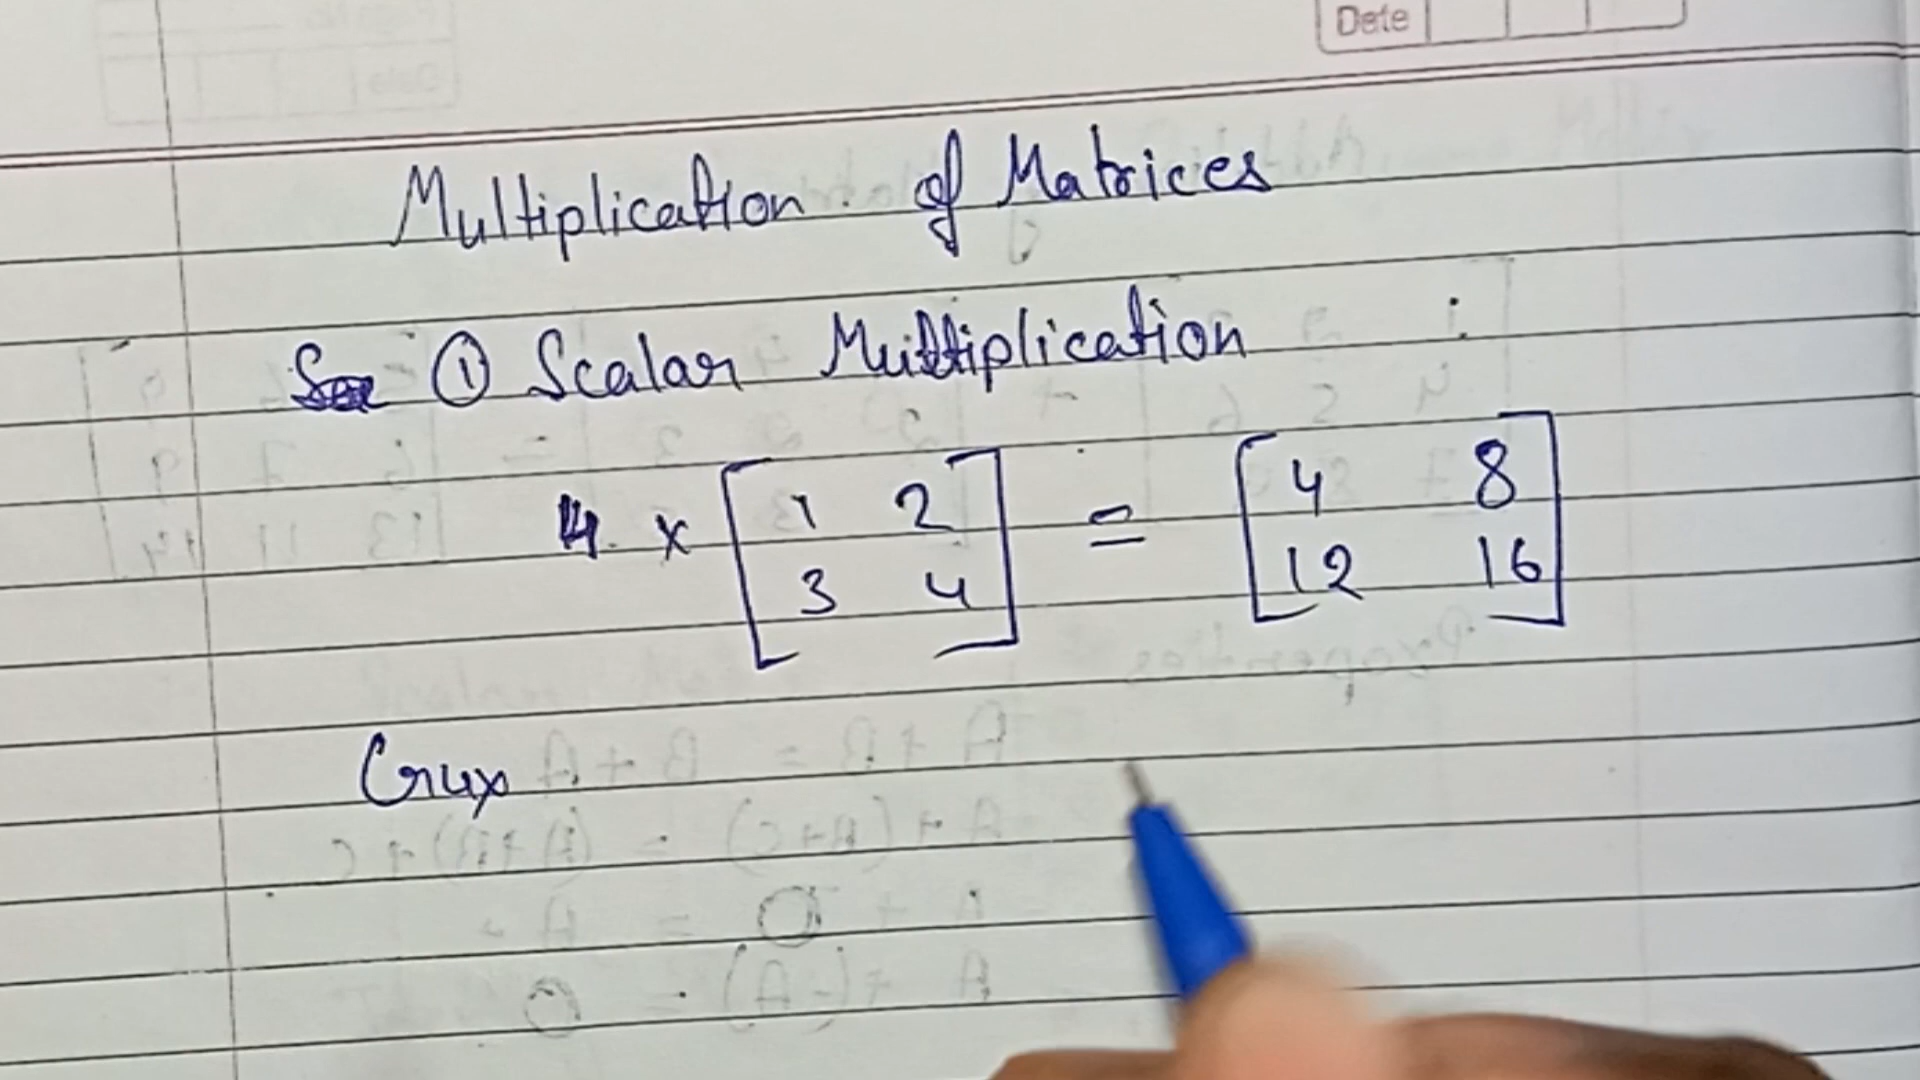 Date
Multiplication of Matrices
① Scalar Multiplication
4 × [1 2 = [4 8
3 4] 12 16]
Crux